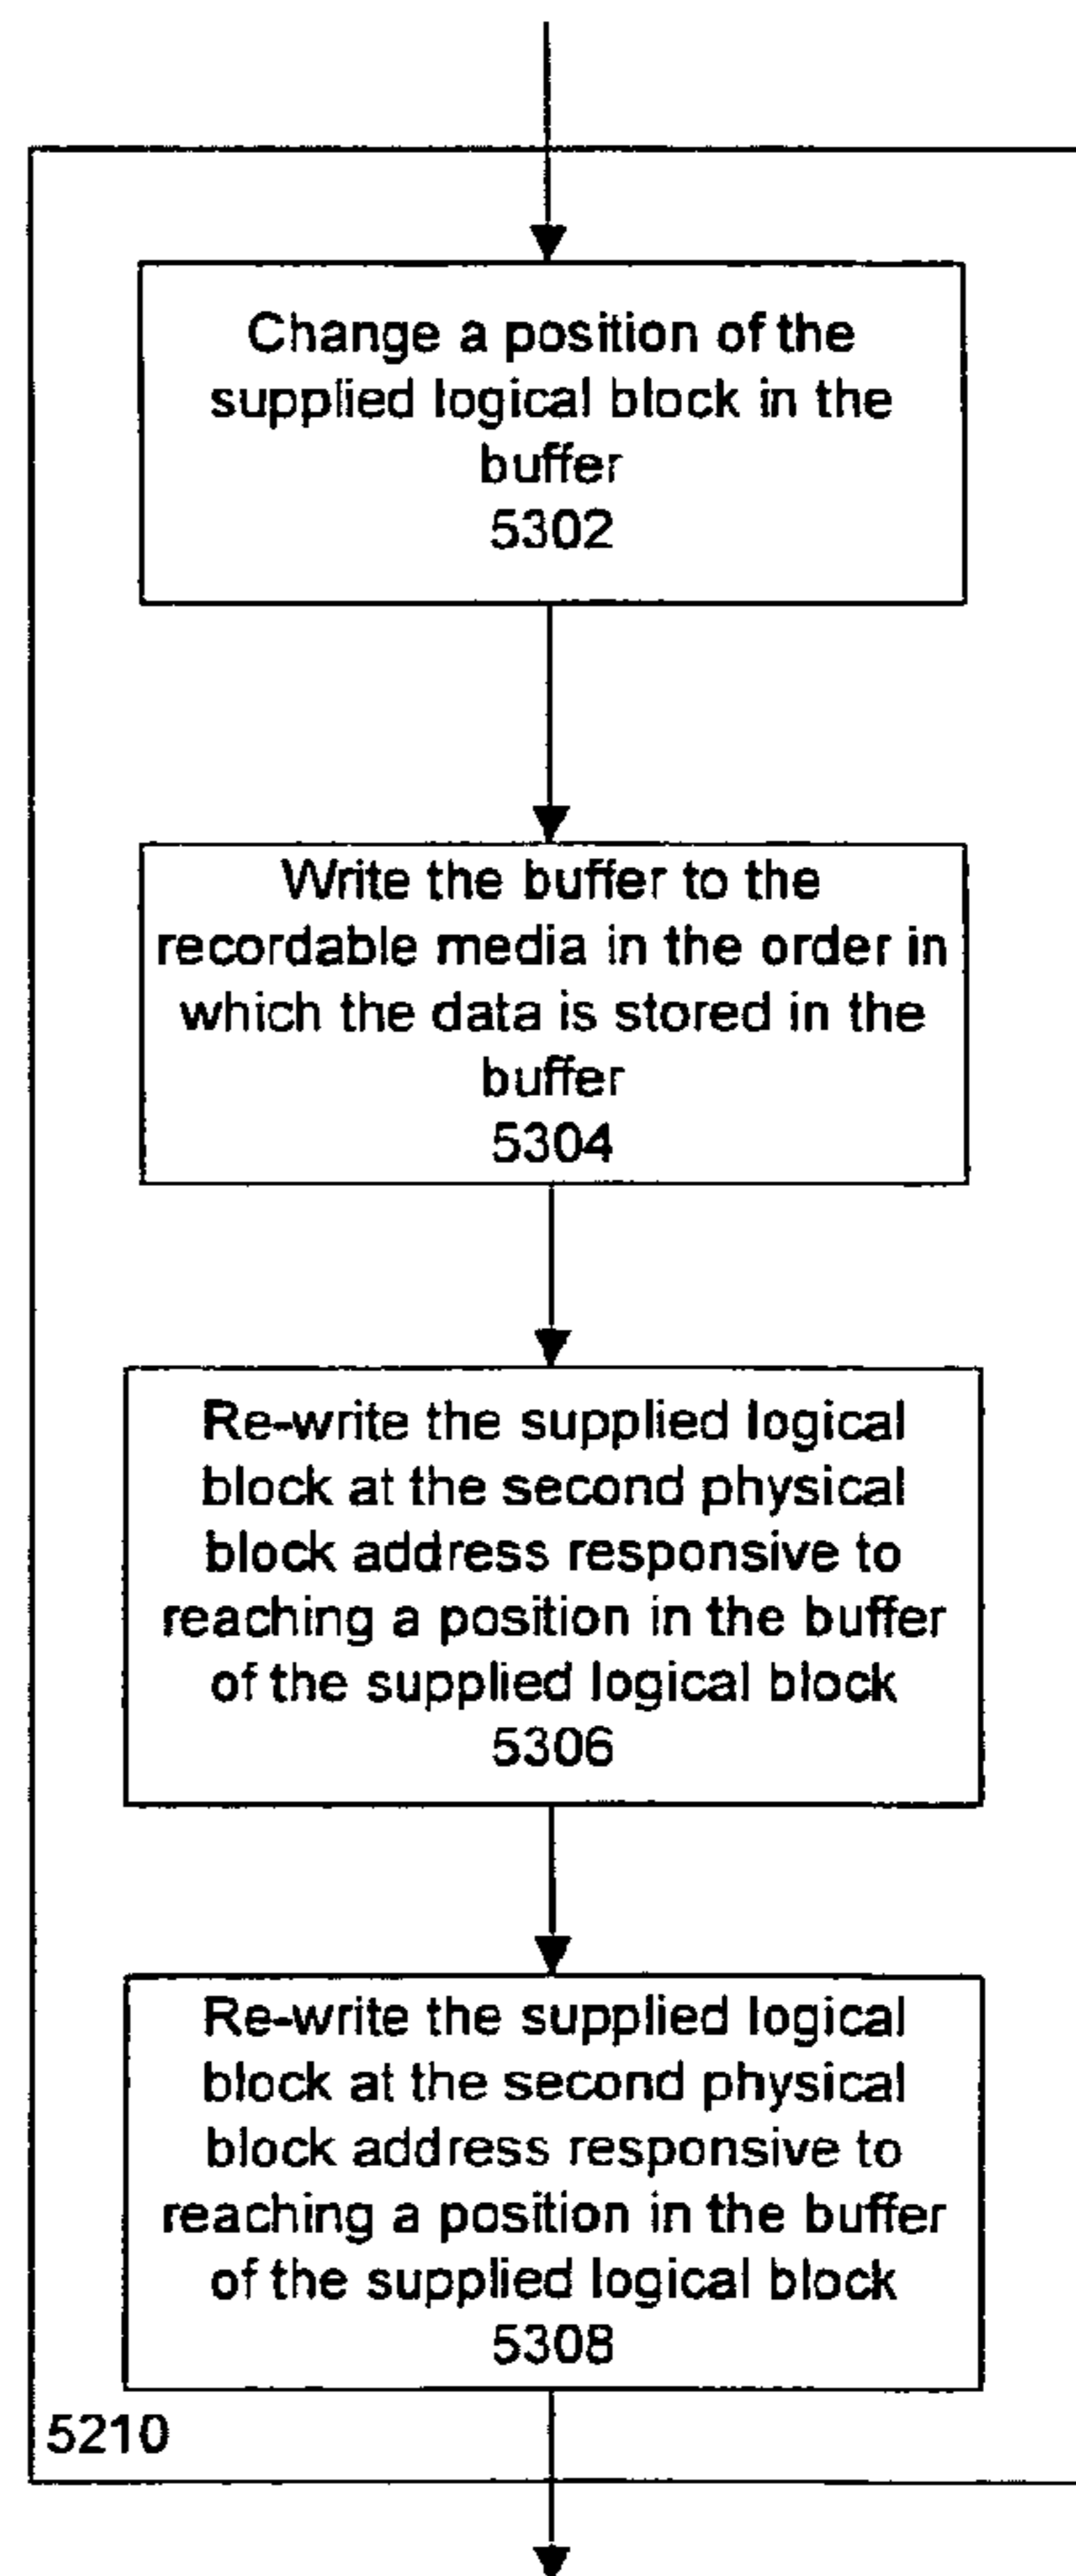 Change a position of the
supplied logical block in the
buffer
5302
Write the buffer to the
recordable media in the order in
which the data is stored in the
buffer
5304
Re-write the supplied logical
block at the second physical
block address responsive to
reaching a position in the buffer
of the supplied logical block
5306
Re-write the supplied logical
block at the second physical
block address responsive to
reaching a position in the buffer
of the supplied logical block
5308
5210